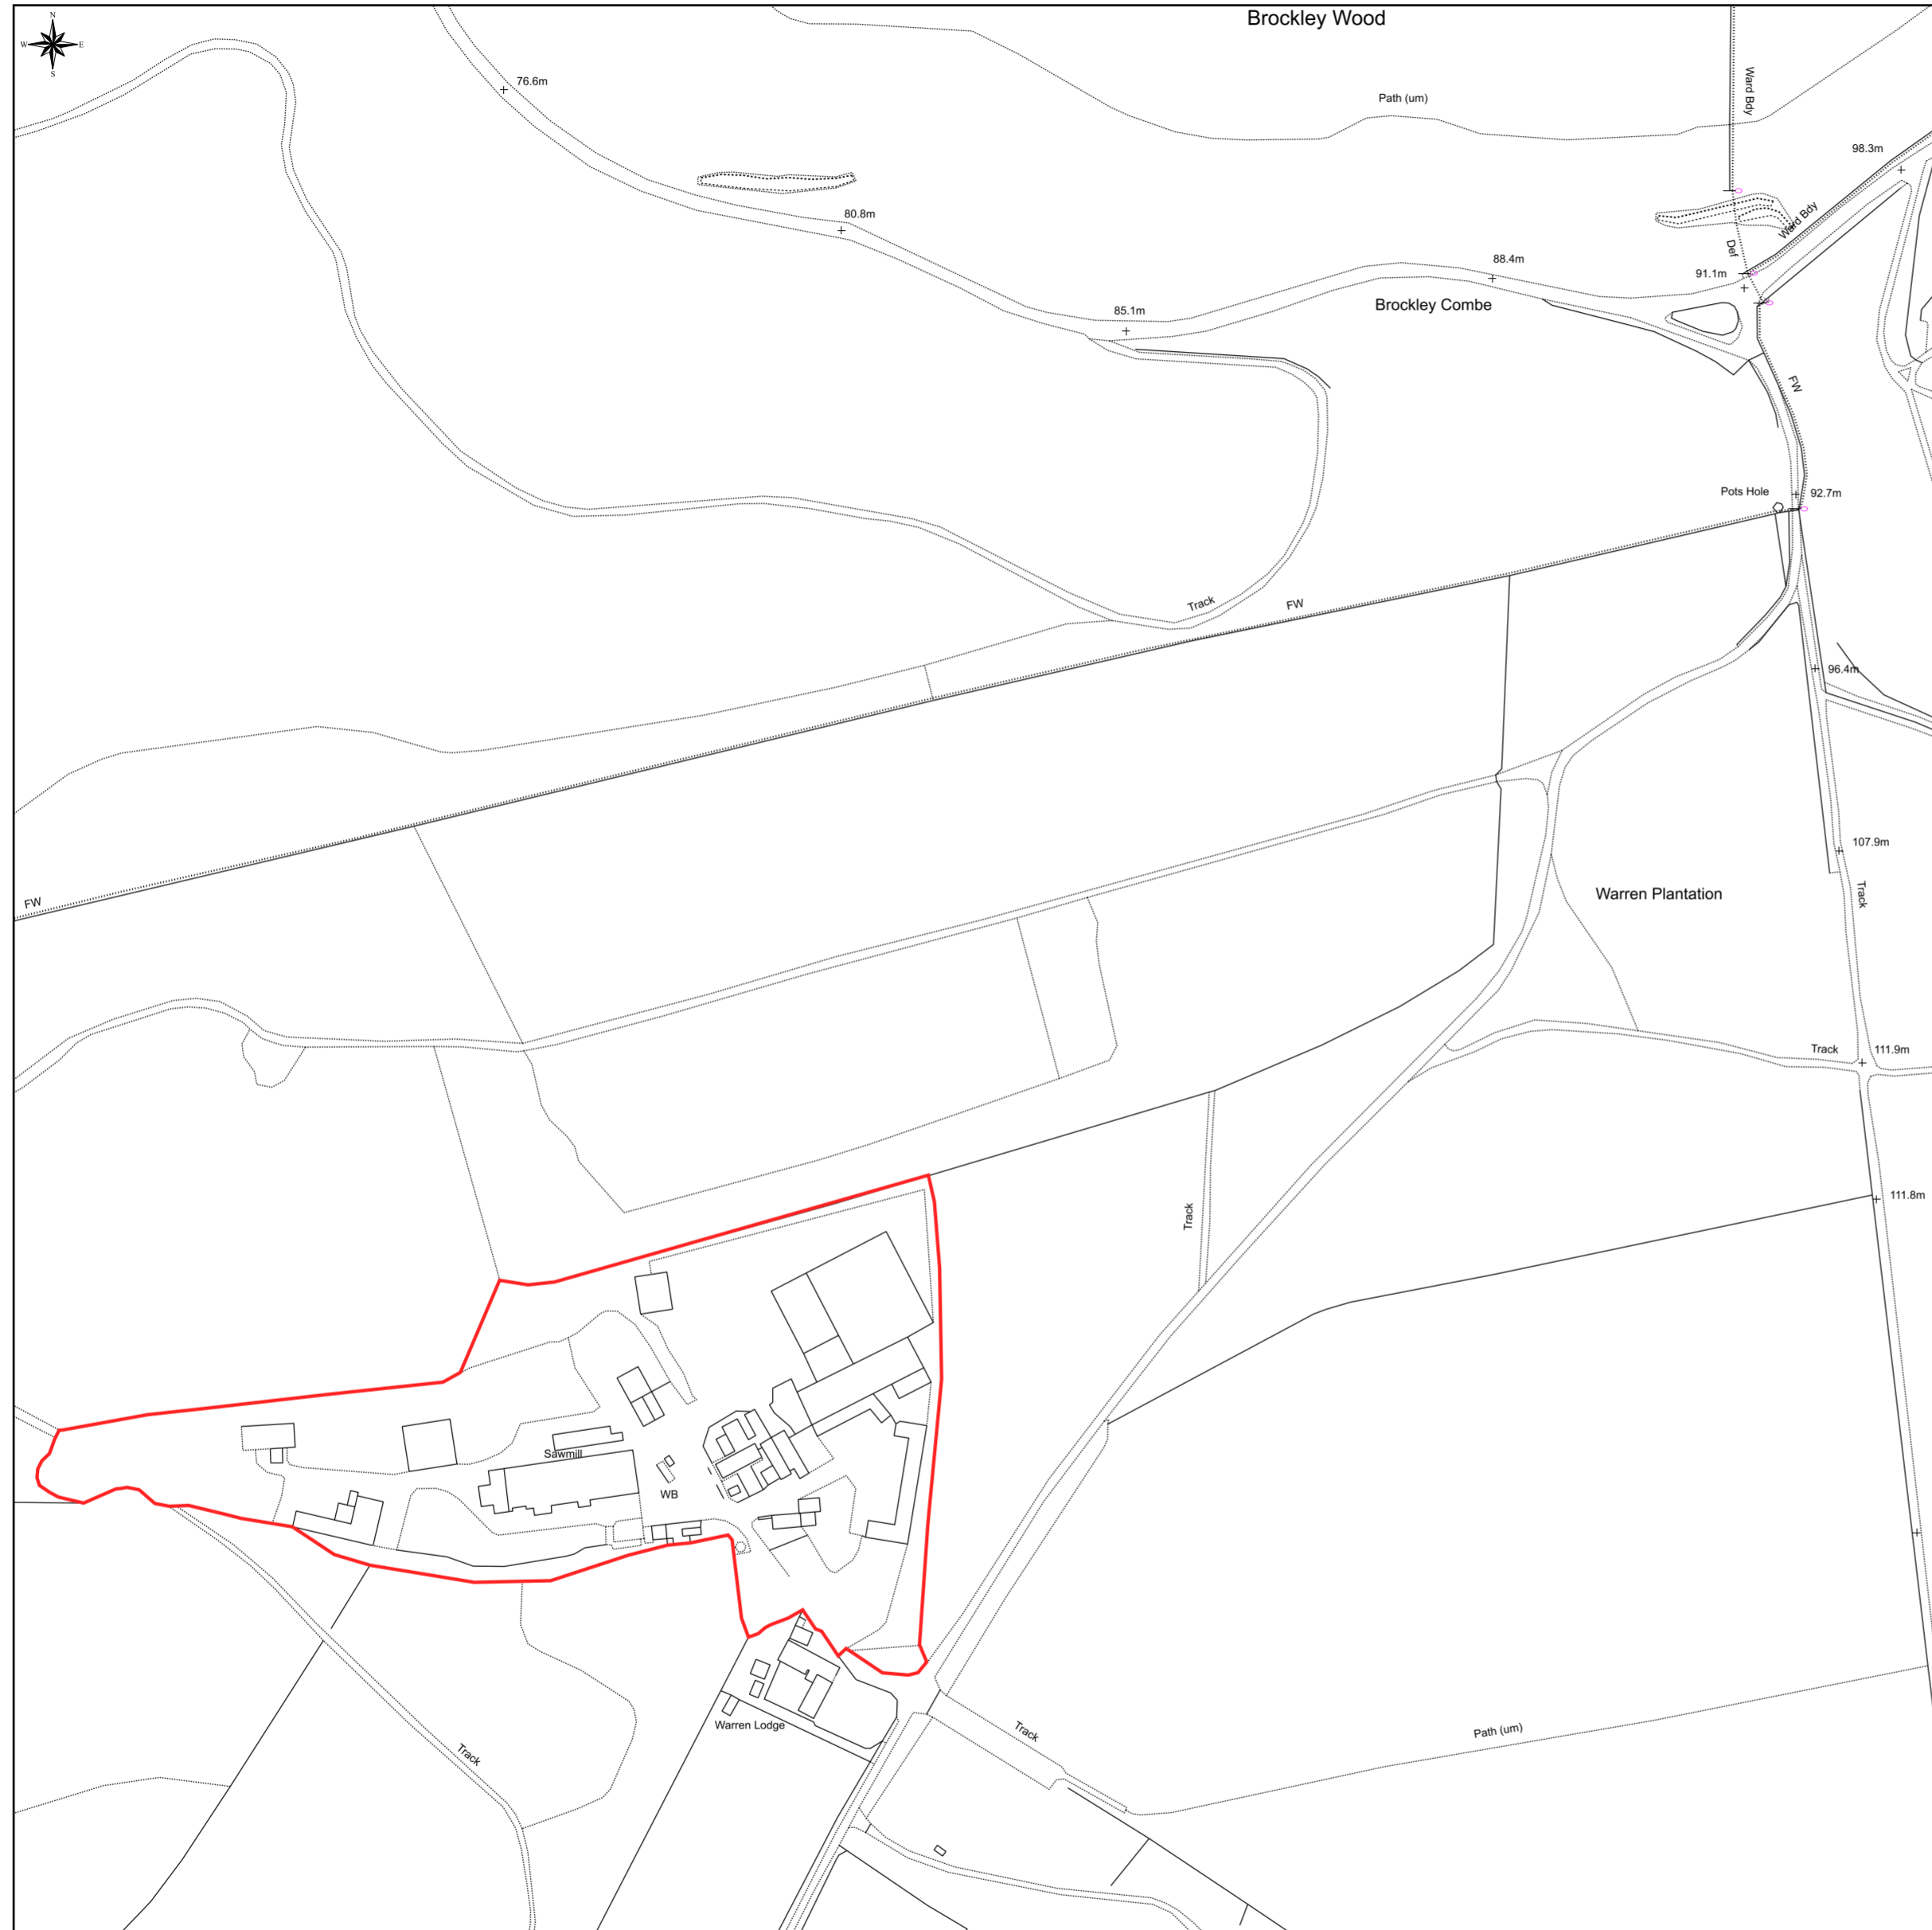 Brockley Wood
N
W E
S
76.6m
Ward Bdy
Path (um)
98.3m
80.8m
Ward Bdy
Def
88.4m
91.1m
Brockley Combe
85.1m
FW
Pots Hole
92.7m
Track
FW
96.4m
107.9m
Track
Warren Plantation
FW
Track
111.9m
111.8m
Track
Sawmill
WB
Warren Lodge
Track
Path (um)
Track